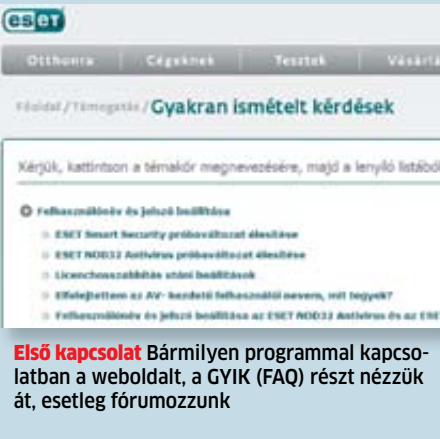 eseT
Otthonra Cégeknek Tesztek Vásárlá
Főoldal / Támogatás / Gyakran ismételt kérdések
Kérjük, kattintson a témakör megnevezésére, majd a lenyíló listából
Felhasználónév és jelszó beállítása
ESET Smart Security próbaváltozat élesítése
ESET NOD32 Antivirus próbaváltozat élesítése
Licenchosszabbítás utáni beállítások
Elfelejtettem az AV- kezdetű felhasználói nevem, mit tegyek?
Felhasználónév és jelszó beállítása az ESET NOD32 Antivirus és az ESET
Első kapcsolat Bármilyen programmal kapcso-
latban a weboldalt, a GYIK (FAQ) részt nézzük
át, esetleg fórumozzunk